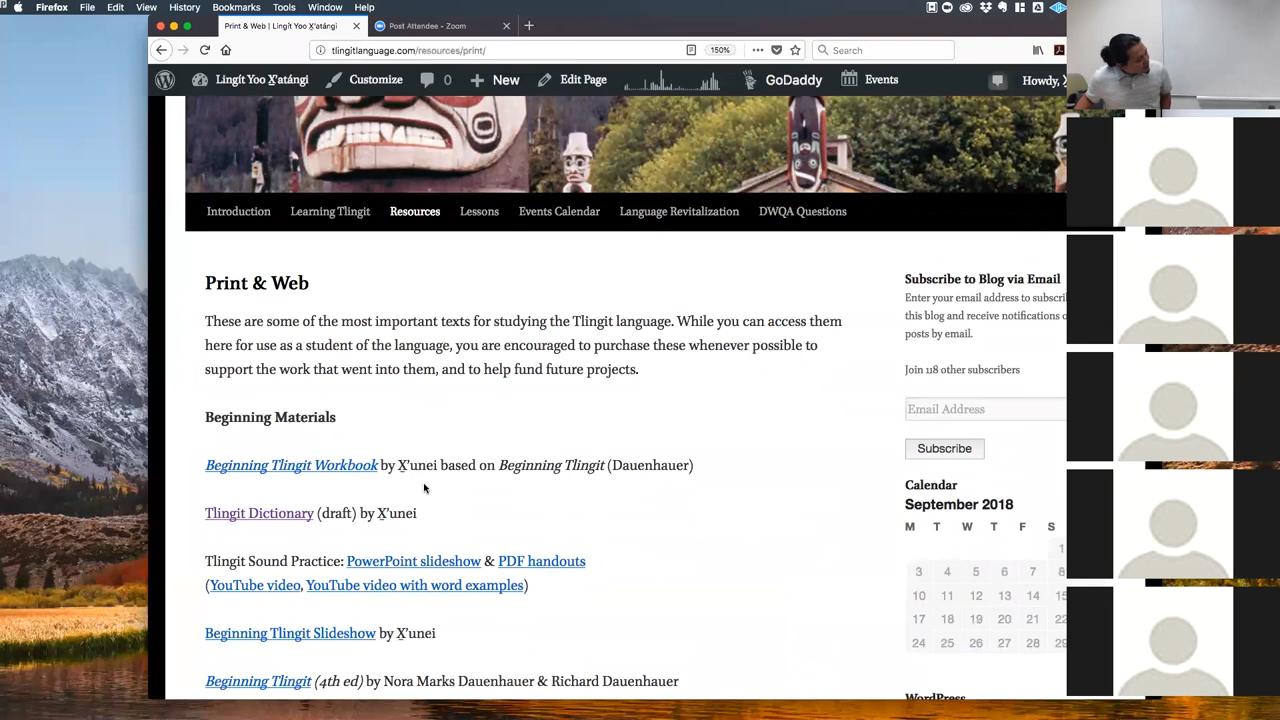 Firefox File Edit View History Bookmarks Tools Window Help
Print & Web | Lingít Yoo X̱ʼatángi
Post Attendee - Zoom
tlingitlanguage.com/resources/print/ 150% Search
Lingít Yoo X̱ʼatángi Customize 0 New Edit Page GoDaddy Events Howdy, X
Introduction Learning Tlingit Resources Lessons Events Calendar Language Revitalization DWQA Questions
Print & Web
These are some of the most important texts for studying the Tlingit language. While you can access them
here for use as a student of the language, you are encouraged to purchase these whenever possible to
support the work that went into them, and to help fund future projects.
Beginning Materials
Beginning Tlingit Workbook by X̱ʼunei based on Beginning Tlingit (Dauenhauer)
Tlingit Dictionary (draft) by X̱ʼunei
Tlingit Sound Practice: PowerPoint slideshow & PDF handouts
(YouTube video, YouTube video with word examples)
Beginning Tlingit Slideshow by X̱ʼunei
Beginning Tlingit (4th ed) by Nora Marks Dauenhauer & Richard Dauenhauer
Subscribe to Blog via Email
Enter your email address to subscri
this blog and receive notifications o
posts by email.
Join 118 other subscribers
Email Address
Subscribe
Calendar
September 2018
M T W T F S
1
3 4 5 6 7 8
10 11 12 13 14 15
17 18 19 20 21 22
24 25 26 27 28 29
WordPress